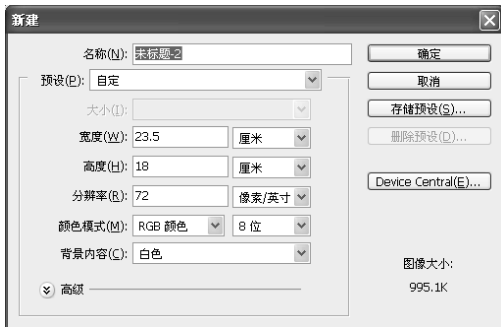 新建
名称(N): 未标题-2
确定
预设(P): 自定
取消
大小(I):
存储预设(S)...
宽度(W): 23.5 厘米
删除预设(D)...
高度(H): 18 厘米
Device Central(E)...
分辨率(R): 72 像素/英寸
颜色模式(M): RGB 颜色 8 位
背景内容(C): 白色
图像大小:
高级
995.1K